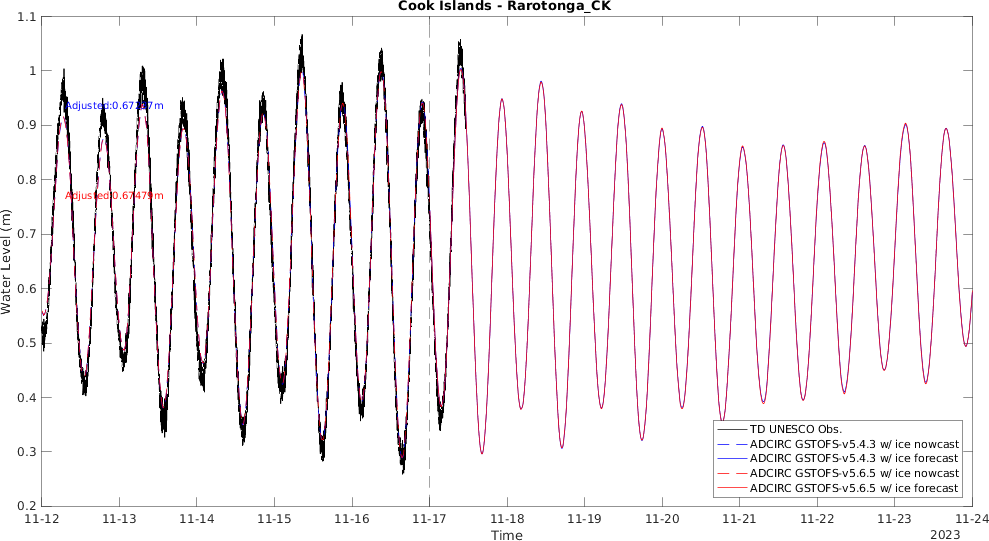 Cook Islands - Rarotonga_CK
1.1
1
0.9
0.8
0.7
0.6
0.5
0.4
0.3
0.2
Water Level (m)
Adjusted:0.67479m
TD UNESCO Obs.
ADCIRC GSTOFS-v5.4.3 w/ ice nowcast
ADCIRC GSTOFS-v5.4.3 w/ ice forecast
ADCIRC GSTOFS-v5.6.5 w/ ice nowcast
ADCIRC GSTOFS-v5.6.5 w/ ice forecast
11-12 11-13 11-14 11-15 11-16 11-17 11-18 11-19 11-20 11-21 11-22 11-23 11-24
Time
2023